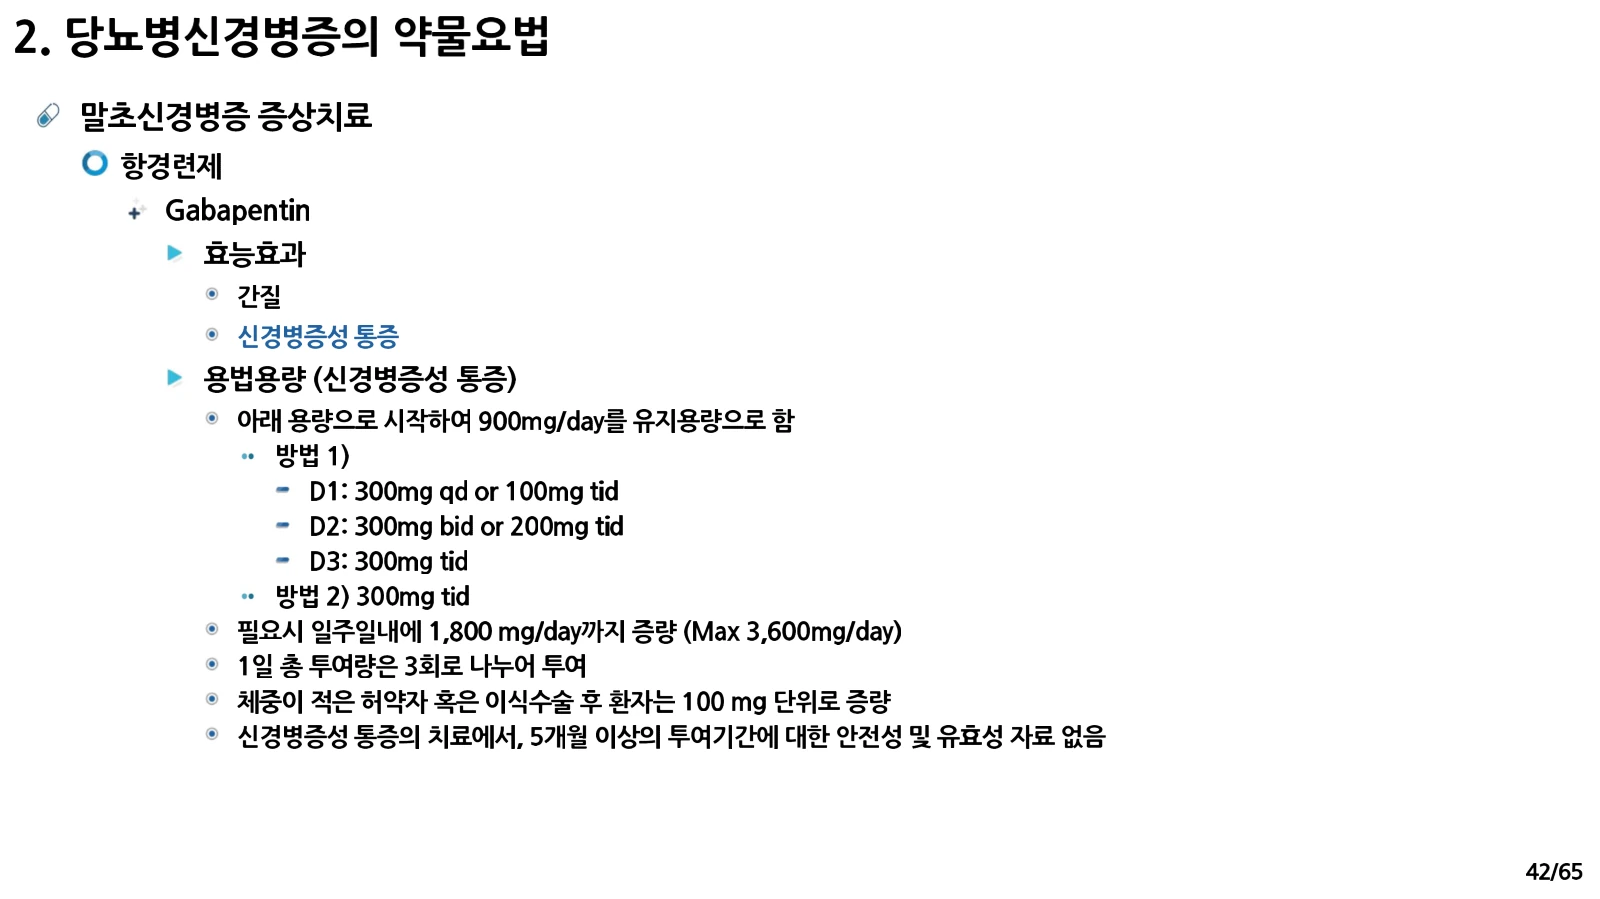 2. 당뇨병신경병증의 약물요법
말초신경병증 증상치료
항경련제
Gabapentin
효능효과
간질
신경병증성 통증
용법용량 (신경병증성 통증)
아래 용량으로 시작하여 900mg/day를 유지용량으로 함
방법 1)
D1: 300mg qd or 100mg tid
D2: 300mg bid or 200mg tid
D3: 300mg tid
방법 2) 300mg tid
필요시 일주일내에 1,800 mg/day까지 증량 (Max 3,600mg/day)
1일 총 투여량은 3회로 나누어 투여
체중이 적은 허약자 혹은 이식수술 후 환자는 100 mg 단위로 증량
신경병증성 통증의 치료에서, 5개월 이상의 투여기간에 대한 안전성 및 유효성 자료 없음
42/65